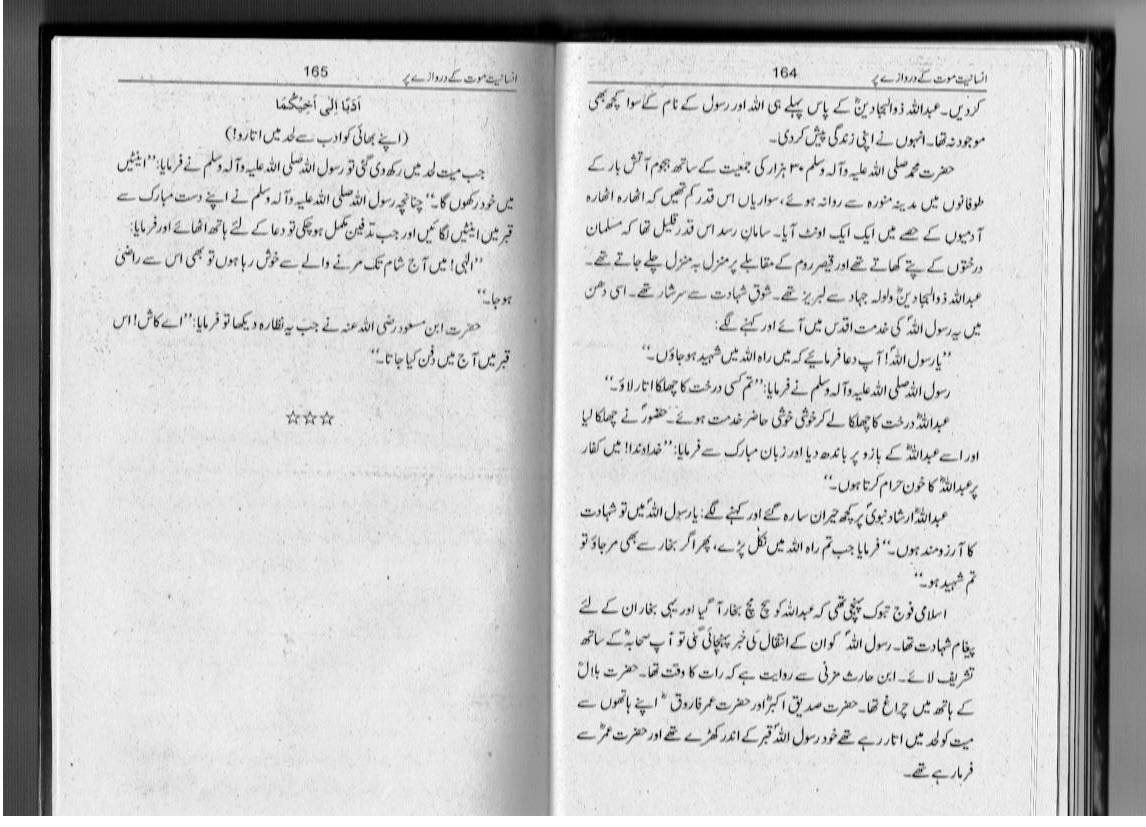 انسانیت موت کے دروازے پر 164
کردیں۔ عبداللہ ذوالبجادینؓ کے پاس پہلے ہی اللہ اور رسول کے نام کے سوا کچھ بھی
موجود نہ تھا۔ انہوں نے اپنی زندگی پیش کردی۔
حضرت محمد صلی اللہ علیہ وآلہ وسلم ۳۰ ہزار کی جمعیت کے ساتھ ہجوم آتش بار کے
طوفانوں میں مدینہ منورہ سے روانہ ہوئے، سواریاں اس قدر کم تھیں کہ اٹھارہ اٹھارہ
آدمیوں کے حصے میں ایک ایک اونٹ آیا۔ سامان رسد اس قدر قلیل تھا کہ مسلمان
درختوں کے پتے کھاتے تھے اور قیصر روم کے مقابلے پر منزل بہ منزل چلے جاتے تھے۔
عبداللہ ذوالبجادینؓ ولولہ جہاد سے لبریز تھے۔ شوق شہادت سے سرشار تھے۔ اسی دھن
میں یہ رسول اللہؐ کی خدمت اقدس میں آئے اور کہنے لگے:
’’یا رسول اللہؐ! آپ دعا فرمائیے کہ میں راہ اللہ میں شہید ہو جاؤں۔‘‘
رسول اللہ صلی اللہ علیہ وآلہ وسلم نے فرمایا: ’’تم کسی درخت کا چھلکا اتار لاؤ۔‘‘
عبداللہؓ درخت کا چھلکا لے کر خوشی خوشی حاضر خدمت ہوئے۔ حضورؐ نے چھلکا لیا
اور اسے عبداللہؓ کے بازو پر باندھ دیا اور زبان مبارک سے فرمایا: ’’خداوندا! میں کفار
پر عبداللہؓ کا خون حرام کرتا ہوں۔‘‘
عبداللہؓ ارشاد نبویؐ پر کچھ حیران سا رہ گئے اور کہنے لگے: یا رسول اللہؐ میں تو شہادت
کا آرزو مند ہوں۔‘‘ فرمایا جب تم راہ اللہ میں نکل پڑے، پھر اگر بخار سے بھی مر جاؤ تو
تم شہید ہو۔‘‘
اسلامی فوج تبوک پہنچی تھی کہ عبداللہؓ کو سچ مچ بخار آ گیا اور یہی بخار ان کے لئے
پیغام شہادت تھا۔ رسول اللہؐ کو ان کے انتقال کی خبر پہنچائی گئی تو آپ صحابہؓ کے ساتھ
تشریف لائے۔ ابن حارث مزنی سے روایت ہے کہ رات کا وقت تھا۔ حضرت بلالؓ
کے ہاتھ میں چراغ تھا۔ حضرت صدیق اکبرؓ اور حضرت عمر فاروقؓ اپنے ہاتھوں سے
میت کو لحد میں اتار رہے تھے خود رسول اللہؐ قبر کے اندر کھڑے تھے اور حضرت عمرؓ سے
فرما رہے تھے۔
انسانیت موت کے دروازے پر 165
اَدَبًا اِلٰی اَخِیْکُمَا
(اپنے بھائی کو ادب سے لحد میں اتارو!)
جب میت لحد میں رکھ دی گئی تو رسول اللہ صلی اللہ علیہ وآلہ وسلم نے فرمایا: ’’اینٹیں
میں خود رکھوں گا۔‘‘ چنانچہ رسول اللہ صلی اللہ علیہ وآلہ وسلم نے اپنے دست مبارک سے
قبر میں اینٹیں لگائیں اور جب تدفین مکمل ہو چکی تو دعا کے لئے ہاتھ اٹھائے اور فرمایا:
’’الٰہی! میں آج شام تک مرنے والے سے خوش رہا ہوں تو بھی اس سے راضی
ہو جا۔‘‘
حضرت ابن مسعود رضی اللہ عنہ نے جب یہ نظارہ دیکھا تو فرمایا: ’’اے کاش! اس
قبر میں آج میں دفن کیا جاتا۔‘‘
☆☆☆